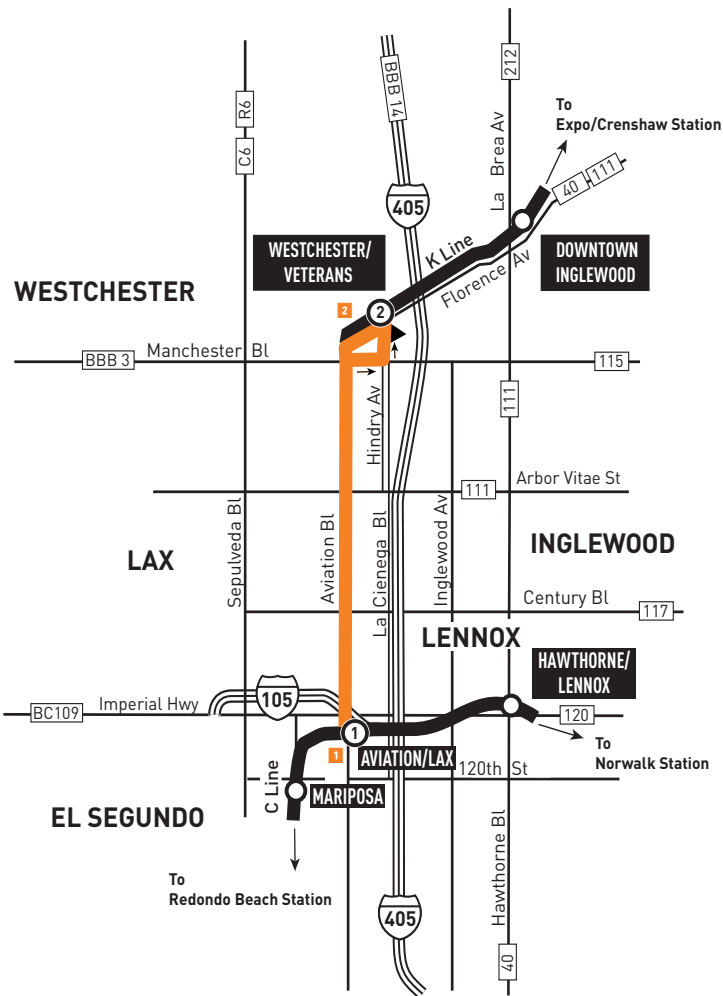 212
BBB 14
R6
C6
To
Expo/Crenshaw Station
La Brea Av
40
111
405
WESTCHESTER/
VETERANS
K Line
Florence Av
DOWNTOWN
INGLEWOOD
WESTCHESTER
2
2
BBB 3
Manchester Bl
115
Hindry Av
111
111
Arbor Vitae St
Sepulveda Bl
Aviation Bl
La Cienega Bl
Inglewood Av
LAX
INGLEWOOD
Century Bl
117
LENNOX
HAWTHORNE/
LENNOX
105
BC109
Imperial Hwy
120
1
1
AVIATION/LAX
To
Norwalk Station
120th St
C Line
MARIPOSA
EL SEGUNDO
To
Redondo Beach Station
405
Hawthorne Bl
40